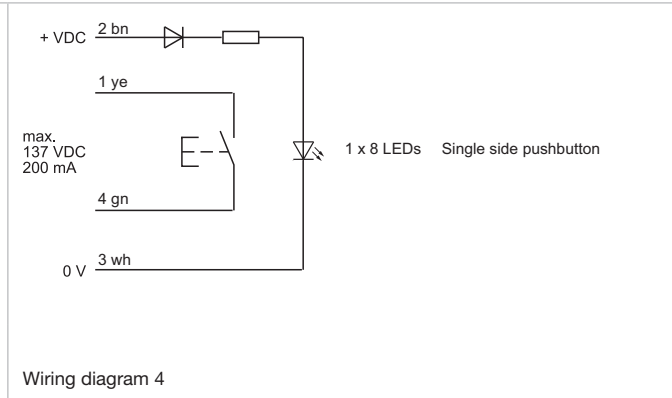 + VDC 2 bn
1 ye
max.
137 VDC
200 mA
1 x 8 LEDs Single side pushbutton
4 gn
0 V 3 wh
Wiring diagram 4